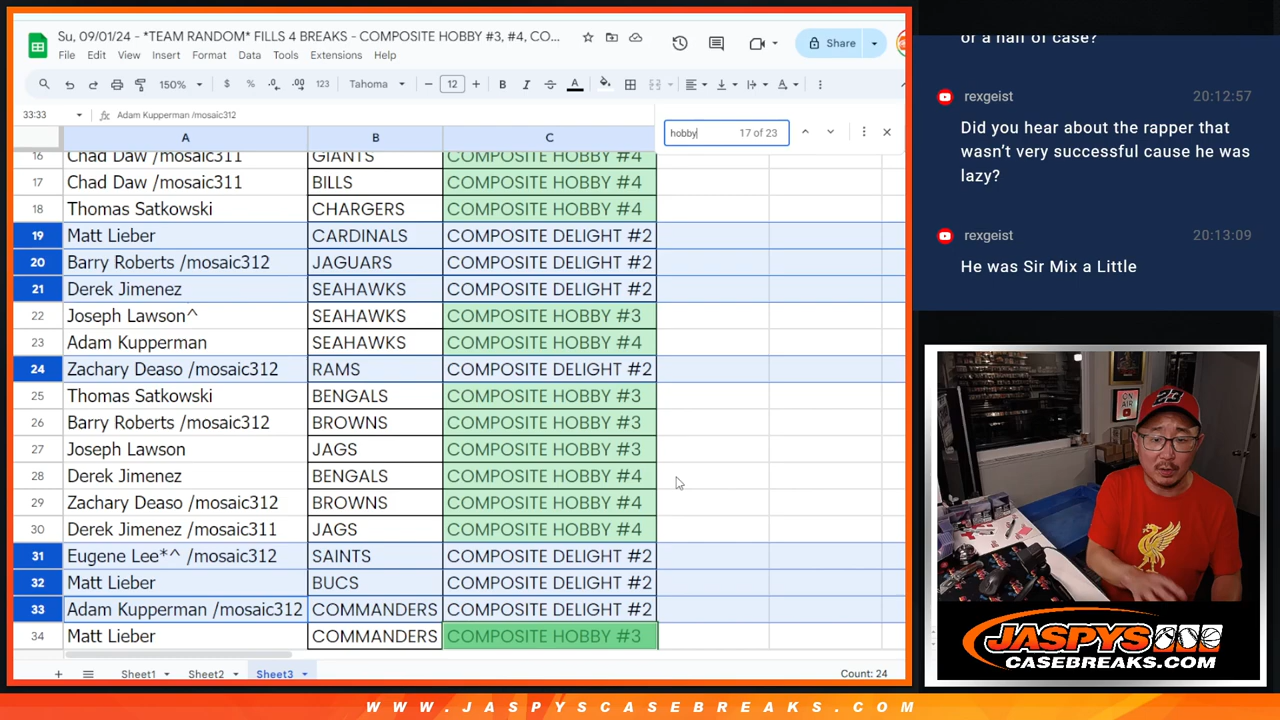 Su, 09/01/24 - *TEAM RANDOM* FILLS 4 BREAKS - COMPOSITE HOBBY #3, #4, CO...
File Edit View Insert Format Data Tools Extensions Help
Share
150% $ % .0 .00 123 Tahoma 12 B I A
33:33 fx Adam Kupperman /mosaic312
hobby 17 of 23
A B C
16 Chad Daw /mosaic311 GIANTS COMPOSITE HOBBY #4
17 Chad Daw /mosaic311 BILLS COMPOSITE HOBBY #4
18 Thomas Satkowski CHARGERS COMPOSITE HOBBY #4
19 Matt Lieber CARDINALS COMPOSITE DELIGHT #2
20 Barry Roberts /mosaic312 JAGUARS COMPOSITE DELIGHT #2
21 Derek Jimenez SEAHAWKS COMPOSITE DELIGHT #2
22 Joseph Lawson^ SEAHAWKS COMPOSITE HOBBY #3
23 Adam Kupperman SEAHAWKS COMPOSITE HOBBY #4
24 Zachary Deaso /mosaic312 RAMS COMPOSITE DELIGHT #2
25 Thomas Satkowski BENGALS COMPOSITE HOBBY #3
26 Barry Roberts /mosaic312 BROWNS COMPOSITE HOBBY #3
27 Joseph Lawson JAGS COMPOSITE HOBBY #3
28 Derek Jimenez BENGALS COMPOSITE HOBBY #4
29 Zachary Deaso /mosaic312 BROWNS COMPOSITE HOBBY #4
30 Derek Jimenez /mosaic311 JAGS COMPOSITE HOBBY #4
31 Eugene Lee*^ /mosaic312 SAINTS COMPOSITE DELIGHT #2
32 Matt Lieber BUCS COMPOSITE DELIGHT #2
33 Adam Kupperman /mosaic312 COMMANDERS COMPOSITE DELIGHT #2
34 Matt Lieber COMMANDERS COMPOSITE HOBBY #3
Sheet1 Sheet2 Sheet3 Count: 24
or a half of case?
rexgeist 20:12:57
Did you hear about the rapper that
wasn't very successful cause he was
lazy?
rexgeist 20:13:09
He was Sir Mix a Little
ON
AIR
23
JASPYS
CASEBREAKS.COM
WWW.JASPYSCASEBREAKS.COM